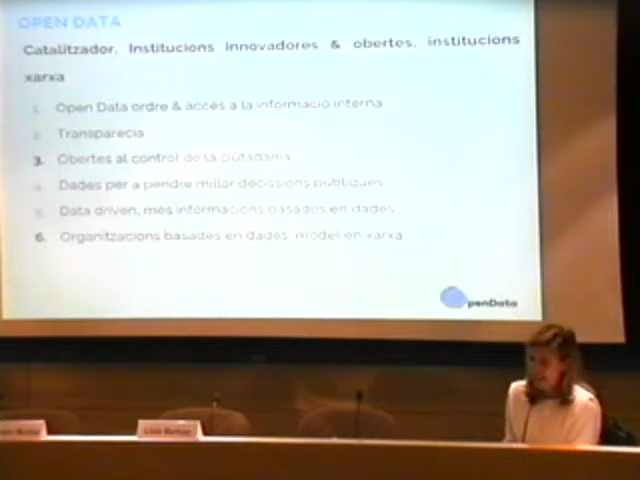 OPEN DATA
Catalitzador. Institucions innovadores & obertes, institucions
xarxa
1. Open Data ordre & accés a la informació interna
2. Transparecia
3. Obertes al control de la ciutadania
4. Dades per a pendre millor decissions públiques
5. Data driven, més informacions basades en dades
6. Organitzacions basades en dades, model en xarxa
OpenData